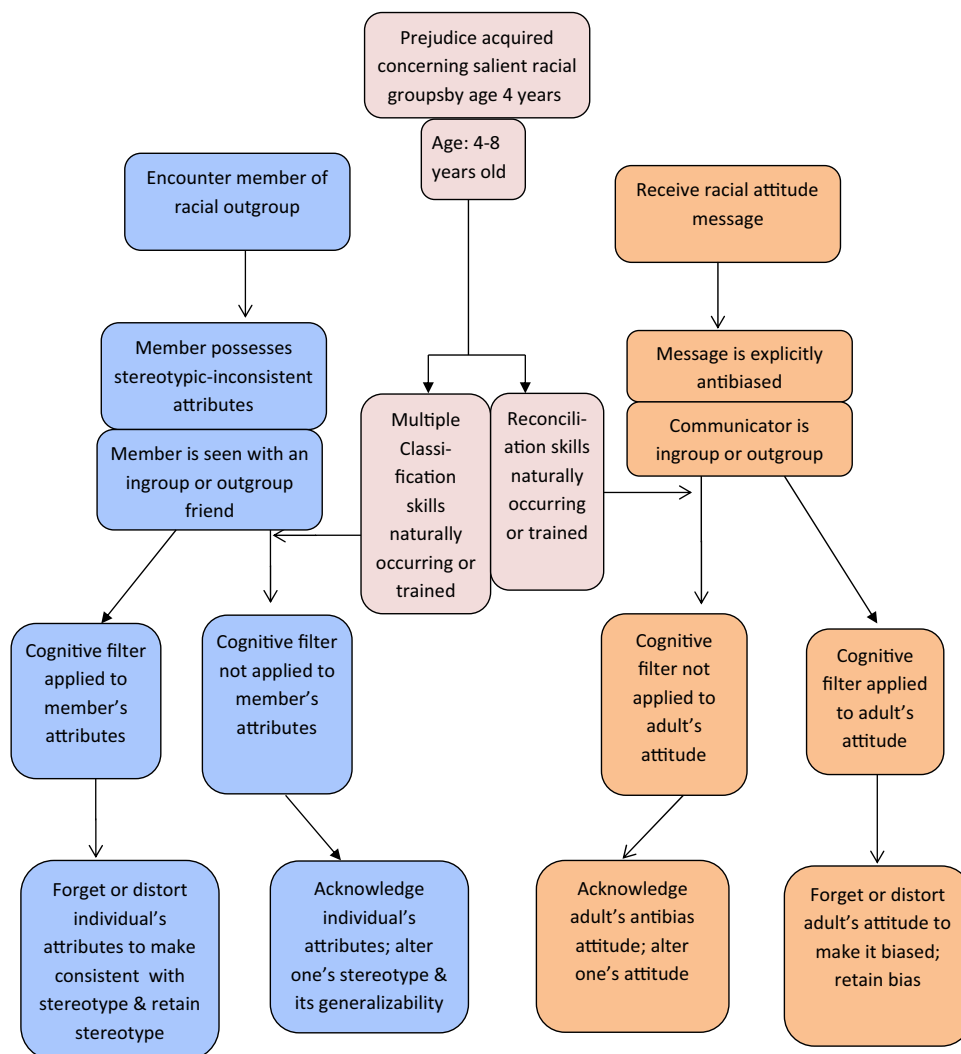 Prejudice acquired
concerning salient racial
groupsby age 4 years
Age: 4-8
years old
Encounter member of
racial outgroup
Receive racial attitude
message
Member possesses
stereotypic-inconsistent
attributes
Member is seen with an
ingroup or outgroup
friend
Multiple
Classi-
fication
skills
naturally
occurring or
trained
Reconcil-
iation skills
naturally
occurring
or trained
Message is explicitly
antibiased
Communicator is
ingroup or outgroup
Cognitive filter
applied to
member’s
attributes
Cognitive filter
not applied to
member’s
attributes
Cognitive
filter not
applied to
adult’s
attitude
Cognitive
filter applied
to adult’s
attitude
Forget or distort
individual’s
attributes to make
consistent with
stereotype & retain
stereotype
Acknowledge
individual’s
attributes; alter
one’s stereotype &
its generalizability
Acknowledge
adult’s antibias
attitude; alter
one’s attitude
Forget or distort
adult’s attitude to
make it biased;
retain bias